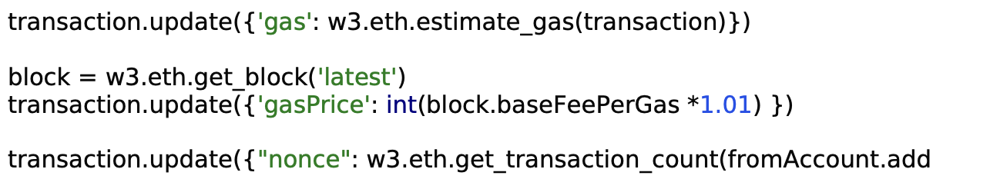 transaction.update({'gas': w3.eth.estimate_gas(transaction)})
block = w3.eth.get_block('latest')
transaction.update({'gasPrice': int(block.baseFeePerGas *1.01) })
transaction.update({"nonce": w3.eth.get_transaction_count(fromAccount.add